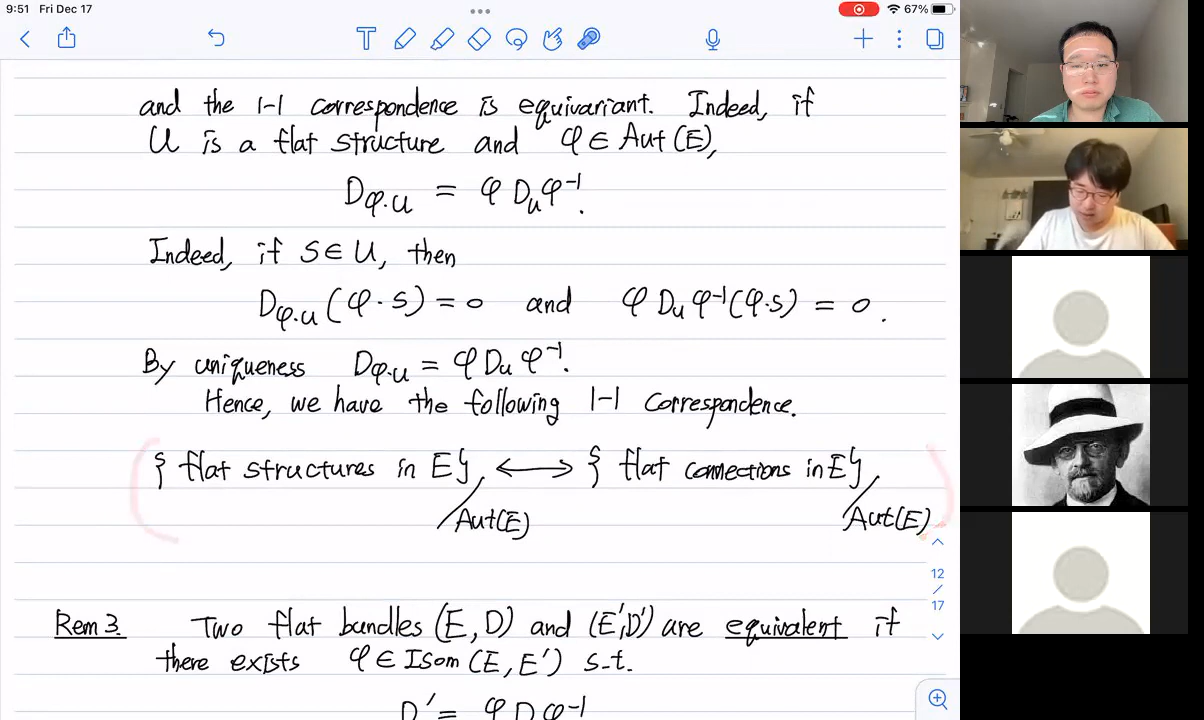 9:51 Fri Dec 17
67%
and the 1-1 correspondence is equivariant. Indeed, if
U is a flat structure and φ ∈ Aut(E),
D_{φ·U} = φ D_U φ⁻¹.
Indeed, if s ∈ U, then
D_{φ·U}(φ·s) = 0 and φ D_U φ⁻¹(φ·s) = 0.
By uniqueness D_{φ·U} = φ D_U φ⁻¹.
Hence, we have the following 1-1 correspondence.
{ flat structures in E}/Aut(E) ⟷ { flat connections in E}/Aut(E)
12/17
Rem 3. Two flat bundles (E, D) and (E', D') are equivalent if
there exists φ ∈ Isom(E, E') s.t.
D' = φ D φ⁻¹